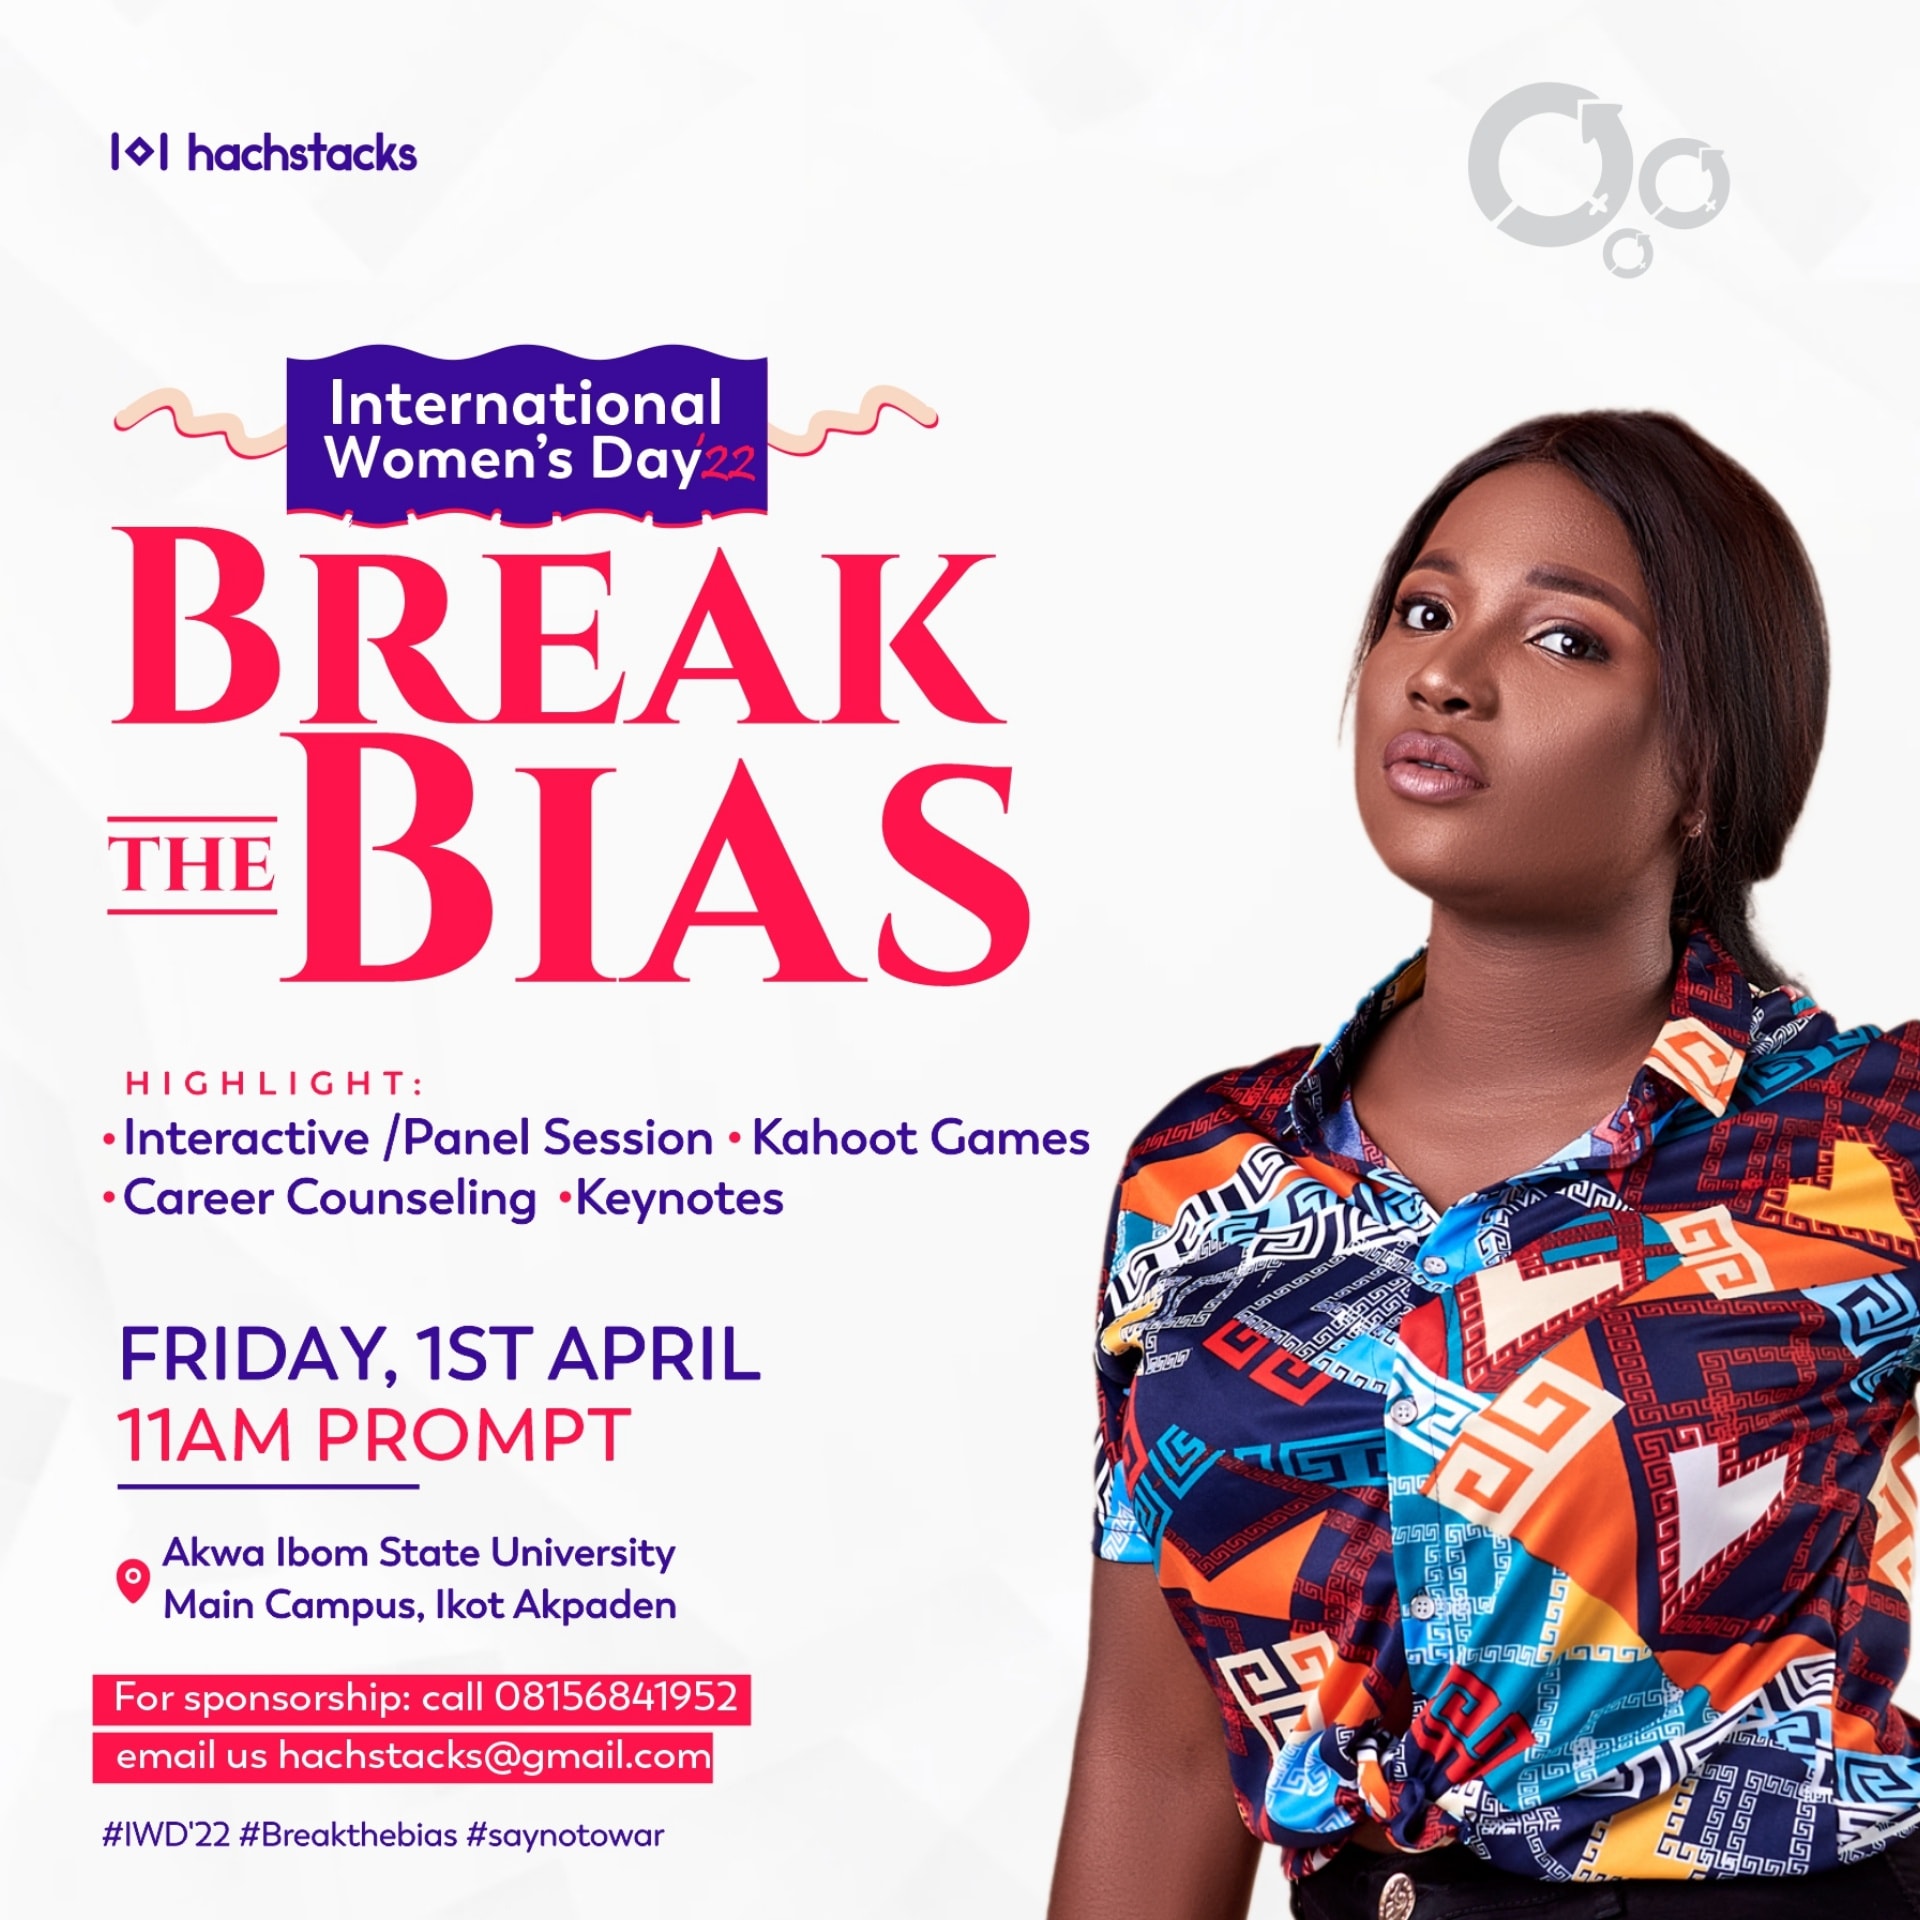 hachstacks
International
Women's Day'22
BREAK
THE BIAS
HIGHLIGHT:
•Interactive /Panel Session •Kahoot Games
•Career Counseling •Keynotes
FRIDAY, 1ST APRIL
11AM PROMPT
Akwa Ibom State University
Main Campus, Ikot Akpaden
For sponsorship: call 08156841952
email us hachstacks@gmail.com
#IWD'22 #Breakthebias #saynotowar